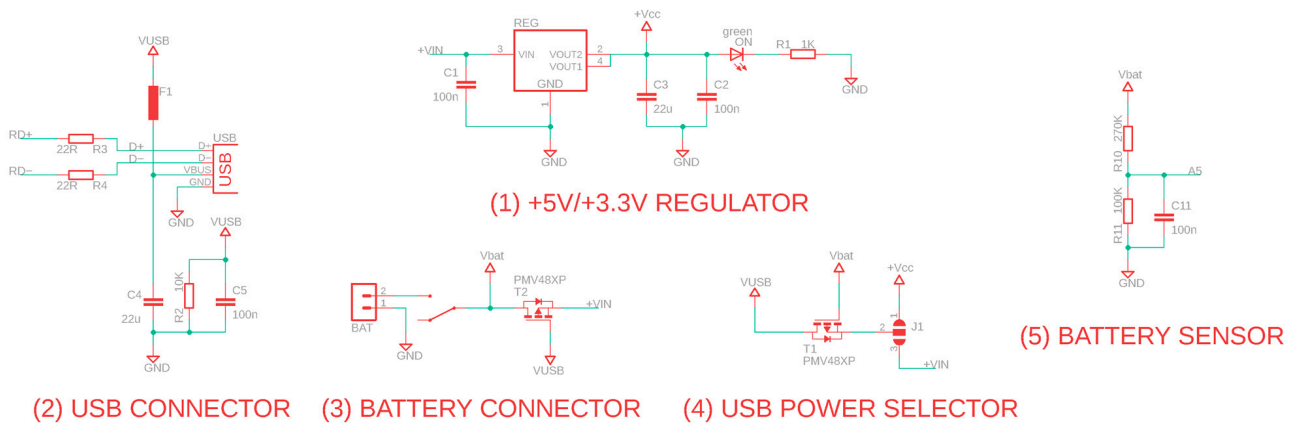 REG
+VIN
3
VIN
VOUT2
2
VOUT1
4
GND
1
C1
100n
GND
+Vcc
green
ON
R1
1K
GND
C3
22u
C2
100n
GND
(1) +5V/+3.3V REGULATOR
VUSB
F1
RD+
22R
R3
D+
D+
RD−
22R
R4
D−
D−
VBUS
GND
USB
USB
GND
VUSB
C4
22u
R2
10K
C5
100n
GND
(2) USB CONNECTOR
2
1
BAT
GND
Vbat
PMV48XP
T2
+VIN
VUSB
(3) BATTERY CONNECTOR
VUSB
Vbat
+Vcc
T1
PMV48XP
1
2
3
J1
+VIN
(4) USB POWER SELECTOR
Vbat
R10
270K
A5
R11
100K
C11
100n
GND
(5) BATTERY SENSOR